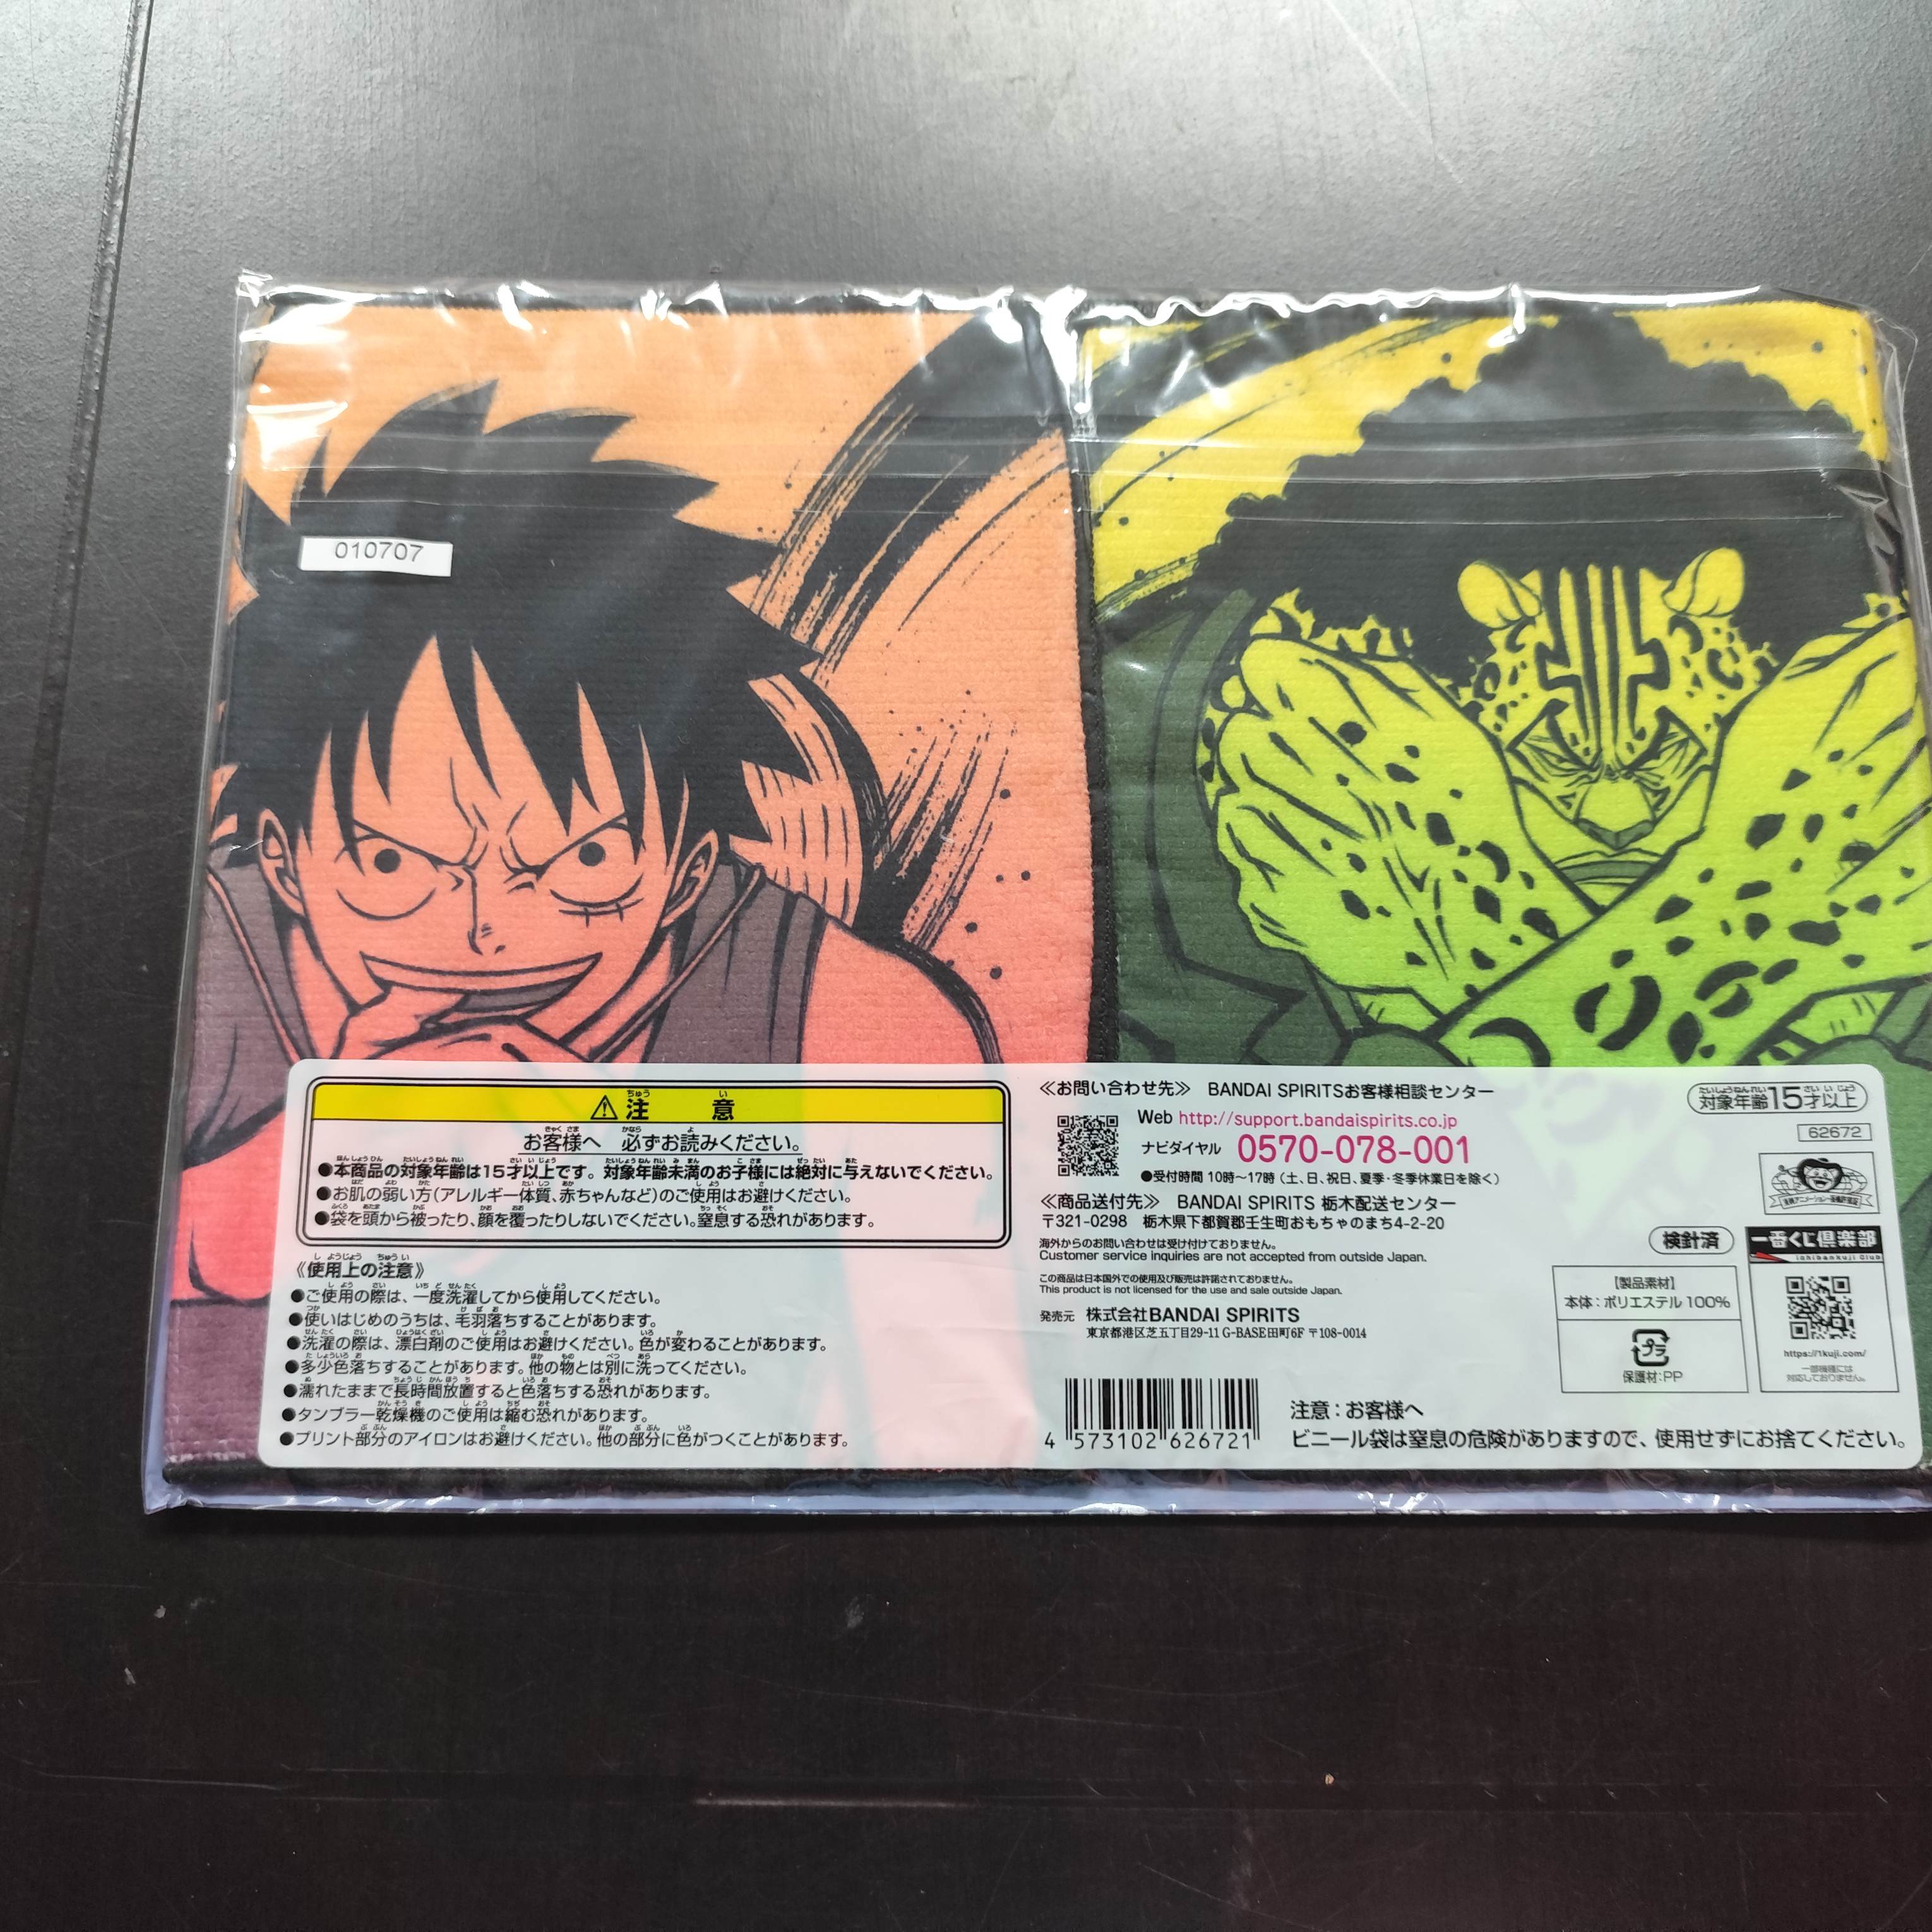 010707
注意
お客様へ 必ずお読みください。
●本商品の対象年齢は15才以上です。対象年齢未満のお子様には絶対に与えないでください。
●お肌の弱い方(アレルギー体質、赤ちゃんなど)のご使用はお避けください。
●袋を頭から被ったり、顔を覆ったりしないでください。窒息する恐れがあります。
《使用上の注意》
●ご使用の際は、一度洗濯してから使用してください。
●使いはじめのうちは、毛羽落ちすることがあります。
●洗濯の際は、漂白剤のご使用はお避けください。色が変わることがあります。
●多少色落ちすることがあります。他の物とは別に洗ってください。
●濡れたままで長時間放置すると色落ちする恐れがあります。
●タンブラー乾燥機のご使用は縮む恐れがあります。
●プリント部分のアイロンはお避けください。他の部分に色がつくことがあります。
≪お問い合わせ先≫ BANDAI SPIRITSお客様相談センター
Web http://support.bandaispirits.co.jp
ナビダイヤル 0570-078-001
●受付時間 10時〜17時(土、日、祝日、夏季・冬季休業日を除く)
≪商品送付先≫ BANDAI SPIRITS 栃木配送センター
〒321-0298 栃木県下都賀郡壬生町おもちゃのまち4-2-20
海外からのお問い合わせは受け付けておりません。
Customer service inquiries are not accepted from outside Japan.
この商品は日本国外での使用及び販売は許諾されておりません。
This product is not licensed for the use and sale outside Japan.
発売元 株式会社BANDAI SPIRITS
東京都港区芝五丁目29-11 G-BASE田町6F 〒108-0014
4 573102 626721
対象年齢15才以上
62672
検針済
一番くじ倶楽部
ichibankuji Club
【製品素材】
本体:ポリエステル100%
プラ
保護材:PP
https://1kuji.com/
一部機種には
対応しておりません。
注意:お客様へ
ビニール袋は窒息の危険がありますので、使用せずにお捨てください。